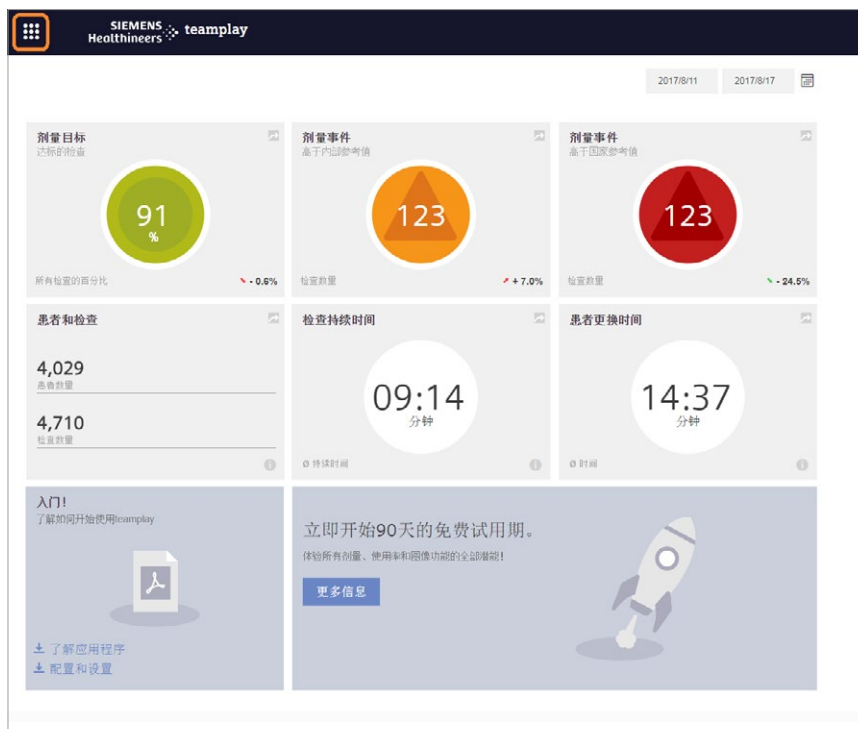 SIEMENS
Healthineers
teamplay
2017/8/11
2017/8/17
剂量目标
达标的检查
91
%
所有检查的百分比
- 0.6%
剂量事件
高于内部参考值
123
检查数量
+ 7.0%
剂量事件
高于国家参考值
123
检查数量
- 24.5%
患者和检查
4,029
患者数量
4,710
检查数量
检查持续时间
09:14
分钟
Ø 持续时间
患者更换时间
14:37
分钟
Ø 时间
入门!
了解如何开始使用teamplay
了解应用程序
配置和设置
立即开始90天的免费试用期。
体验所有剂量、使用率和图像功能的全部潜能!
更多信息